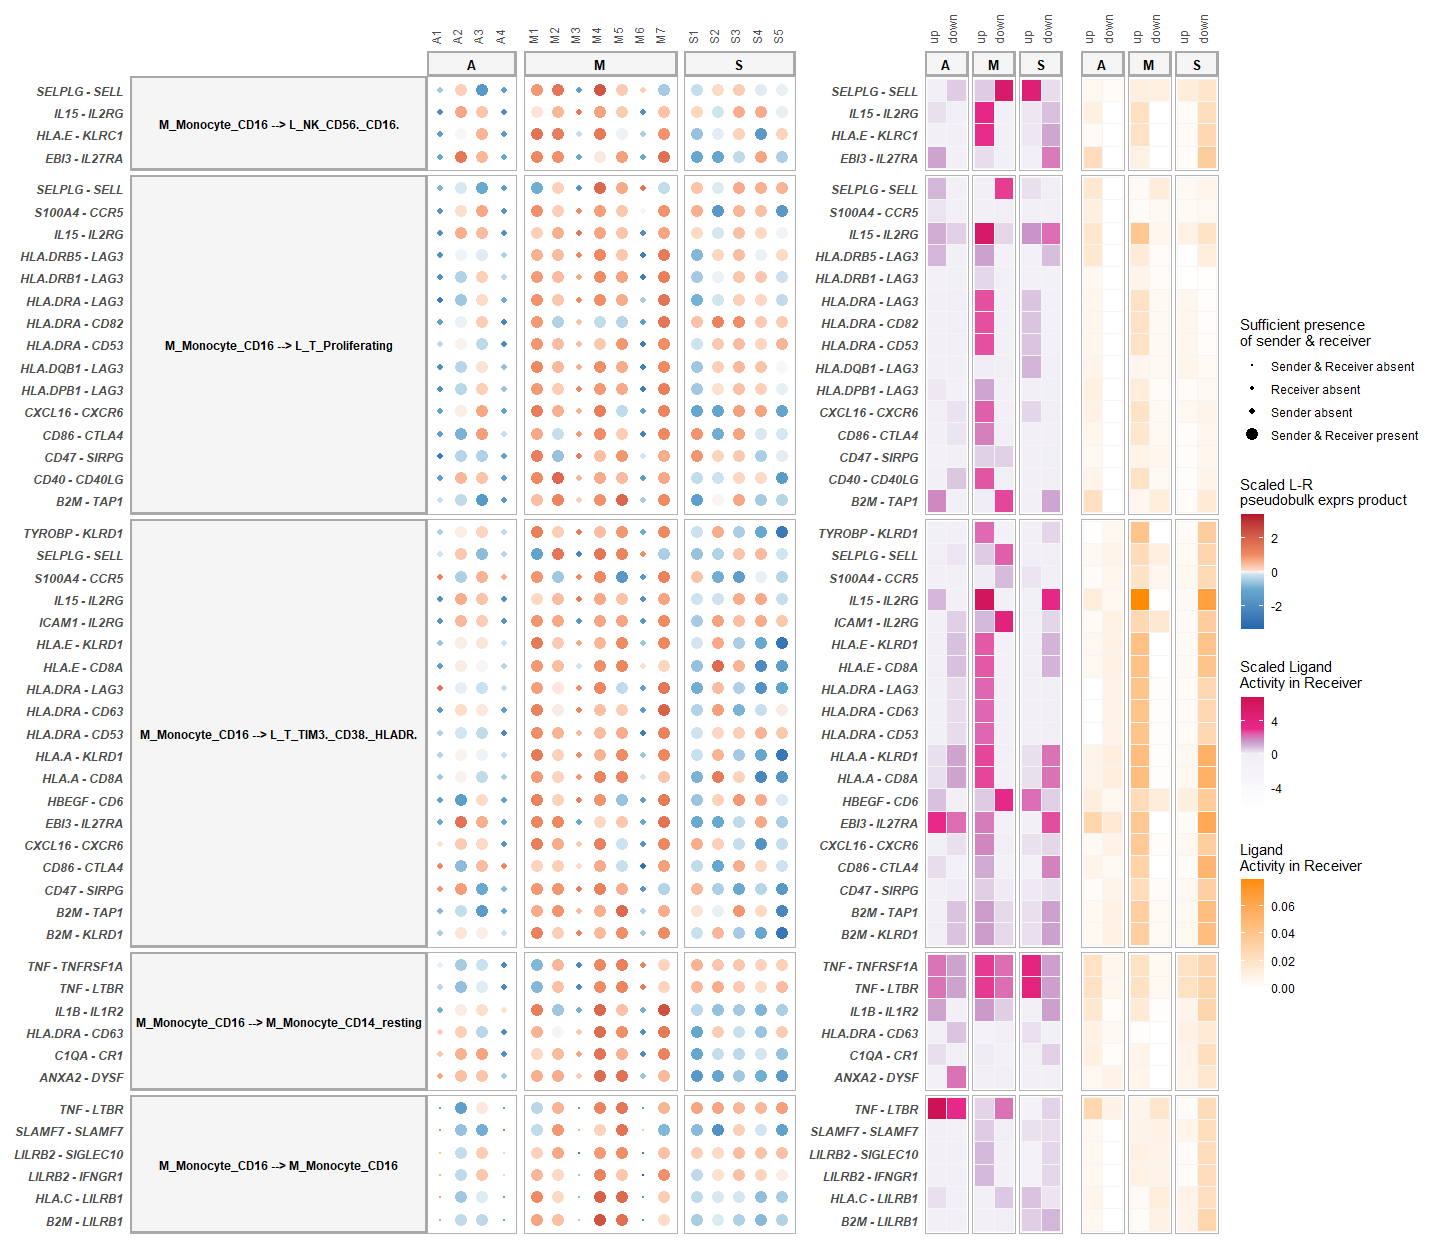 A1 A2 A3 A4 M1 M2 M3 M4 M5 M6 M7 S1 S2 S3 S4 S5 up down up down up down up down up down up down
A M S A M S A M S
SELPLG - SELL
IL15 - IL2RG
M_Monocyte_CD16 --> L_NK_CD56._CD16.
HLA.E - KLRC1
EBI3 - IL27RA
SELPLG - SELL
S100A4 - CCR5
IL15 - IL2RG
HLA.DRB5 - LAG3
HLA.DRB1 - LAG3
HLA.DRA - LAG3
HLA.DRA - CD82
HLA.DRA - CD53
M_Monocyte_CD16 --> L_T_Proliferating
HLA.DQB1 - LAG3
HLA.DPB1 - LAG3
CXCL16 - CXCR6
CD86 - CTLA4
CD47 - SIRPG
CD40 - CD40LG
B2M - TAP1
TYROBP - KLRD1
SELPLG - SELL
S100A4 - CCR5
IL15 - IL2RG
ICAM1 - IL2RG
HLA.E - KLRD1
HLA.E - CD8A
HLA.DRA - LAG3
HLA.DRA - CD63
HLA.DRA - CD53
M_Monocyte_CD16 --> L_T_TIM3._CD38._HLADR.
HLA.A - KLRD1
HLA.A - CD8A
HBEGF - CD6
EBI3 - IL27RA
CXCL16 - CXCR6
CD86 - CTLA4
CD47 - SIRPG
B2M - TAP1
B2M - KLRD1
TNF - TNFRSF1A
TNF - LTBR
IL1B - IL1R2
M_Monocyte_CD16 --> M_Monocyte_CD14_resting
HLA.DRA - CD63
C1QA - CR1
ANXA2 - DYSF
TNF - LTBR
SLAMF7 - SLAMF7
LILRB2 - SIGLEC10
M_Monocyte_CD16 --> M_Monocyte_CD16
LILRB2 - IFNGR1
HLA.C - LILRB1
B2M - LILRB1
Sufficient presence
of sender & receiver
Sender & Receiver absent
Receiver absent
Sender absent
Sender & Receiver present
Scaled L-R
pseudobulk exprs product
2
0
-2
Scaled Ligand
Activity in Receiver
4
0
-4
Ligand
Activity in Receiver
0.06
0.04
0.02
0.00